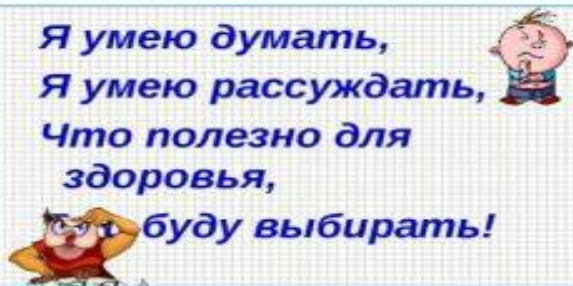 Я умею думать,
Я умею рассуждать,
Что полезно для
здоровья,
буду выбирать!